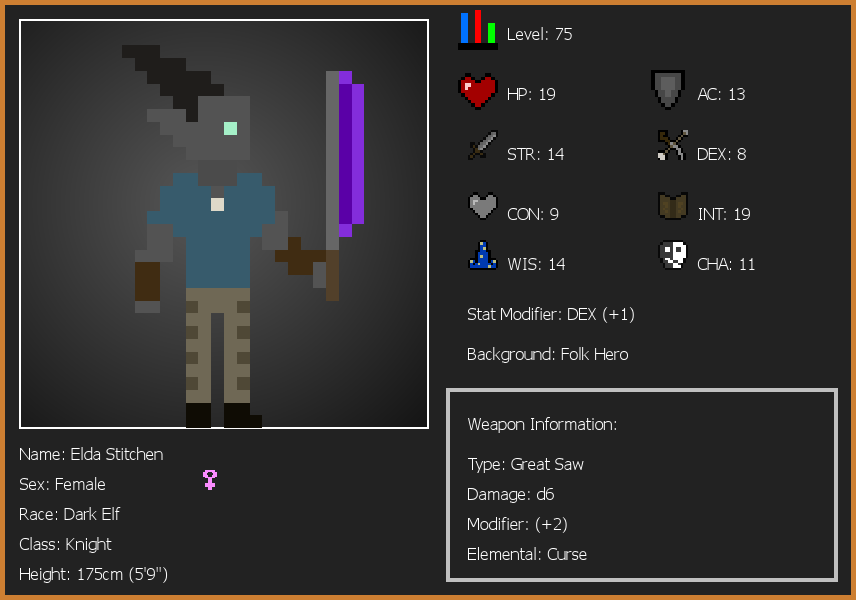 Level: 75
HP: 19
AC: 13
STR: 14
DEX: 8
CON: 9
INT: 19
WIS: 14
CHA: 11
Stat Modifier: DEX (+1)
Background: Folk Hero
Weapon Information:
Type: Great Saw
Damage: d6
Modifier: (+2)
Elemental: Curse
Name: Elda Stitchen
Sex: Female
Race: Dark Elf
Class: Knight
Height: 175cm (5'9")